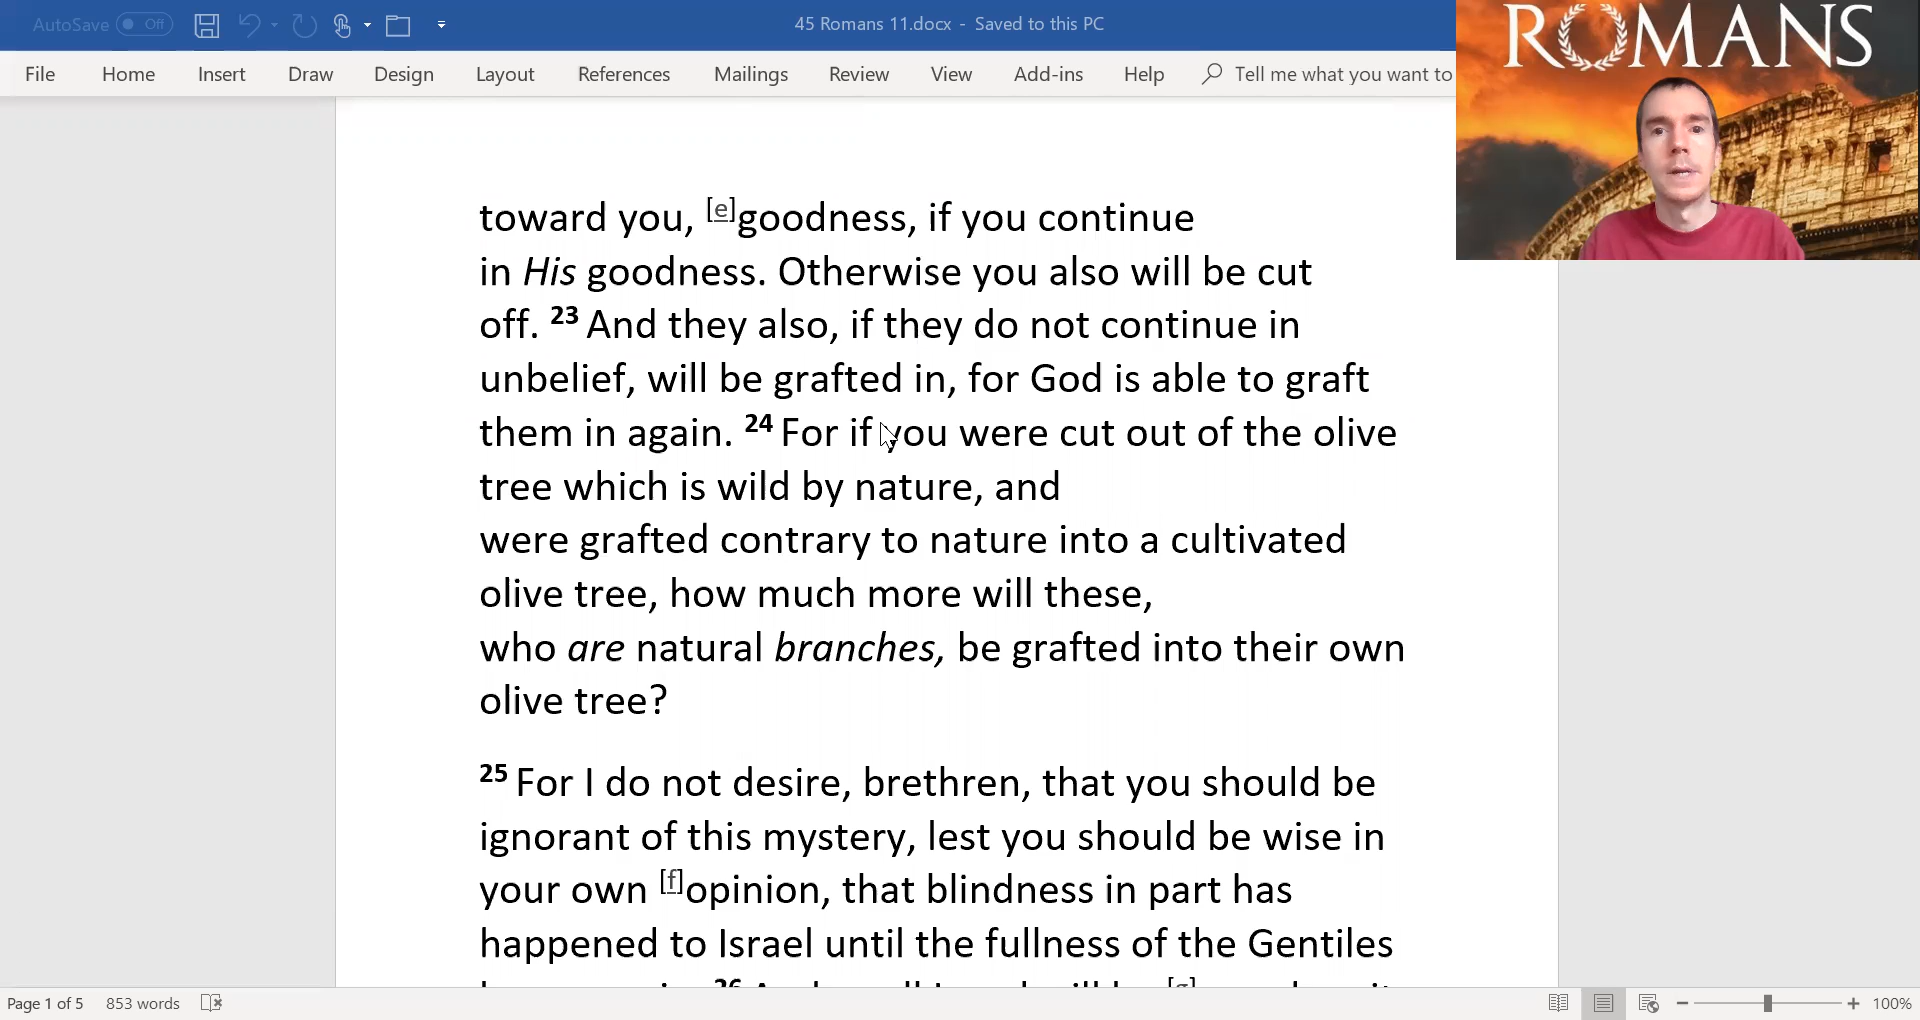 AutoSave Off
45 Romans 11.docx - Saved to this PC
ROMANS
File Home Insert Draw Design Layout References Mailings Review View Add-ins Help Tell me what you want to
toward you, [e]goodness, if you continue
in His goodness. Otherwise you also will be cut
off. 23 And they also, if they do not continue in
unbelief, will be grafted in, for God is able to graft
them in again. 24 For if you were cut out of the olive
tree which is wild by nature, and
were grafted contrary to nature into a cultivated
olive tree, how much more will these,
who are natural branches, be grafted into their own
olive tree?
25 For I do not desire, brethren, that you should be
ignorant of this mystery, lest you should be wise in
your own [f]opinion, that blindness in part has
happened to Israel until the fullness of the Gentiles
Page 1 of 5 853 words 100%